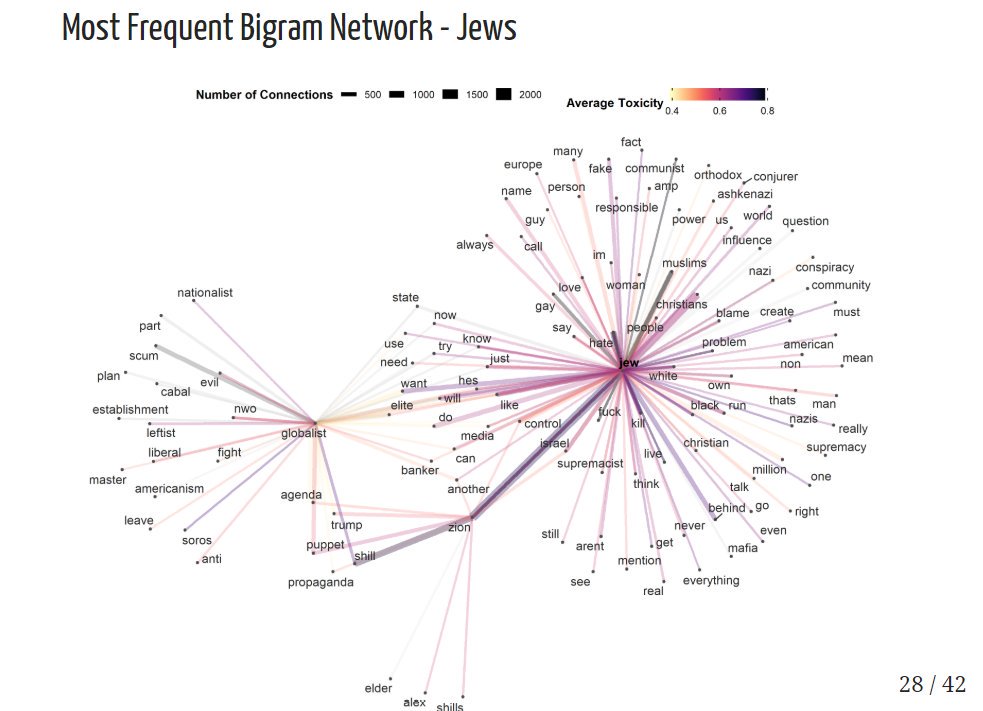 Most Frequent Bigram Network - Jews
Number of Connections 500 1000 1500 2000
Average Toxicity 0.4 0.6 0.8
fact
many
fake communist
europe
orthodox conjurer
name person amp ashkenazi
responsible
guy power us world question
always call influence
im muslims
nazi conspiracy
nationalist love woman community
state gay christians
part now say people blame create must
use try know hate problem american
scum need just jew non mean
plan evil want hes white own
cabal will like thats man
establishment nwo elite do fuck black run nazis
leftist globalist control kill really
liberal fight media israel christian supremacy
master banker can supremacist live million one
americanism another think talk
agenda behind go right
leave trump zion never even
soros puppet still arent get mafia
anti shill mention
propaganda see real everything
elder
alex shills
28 / 42